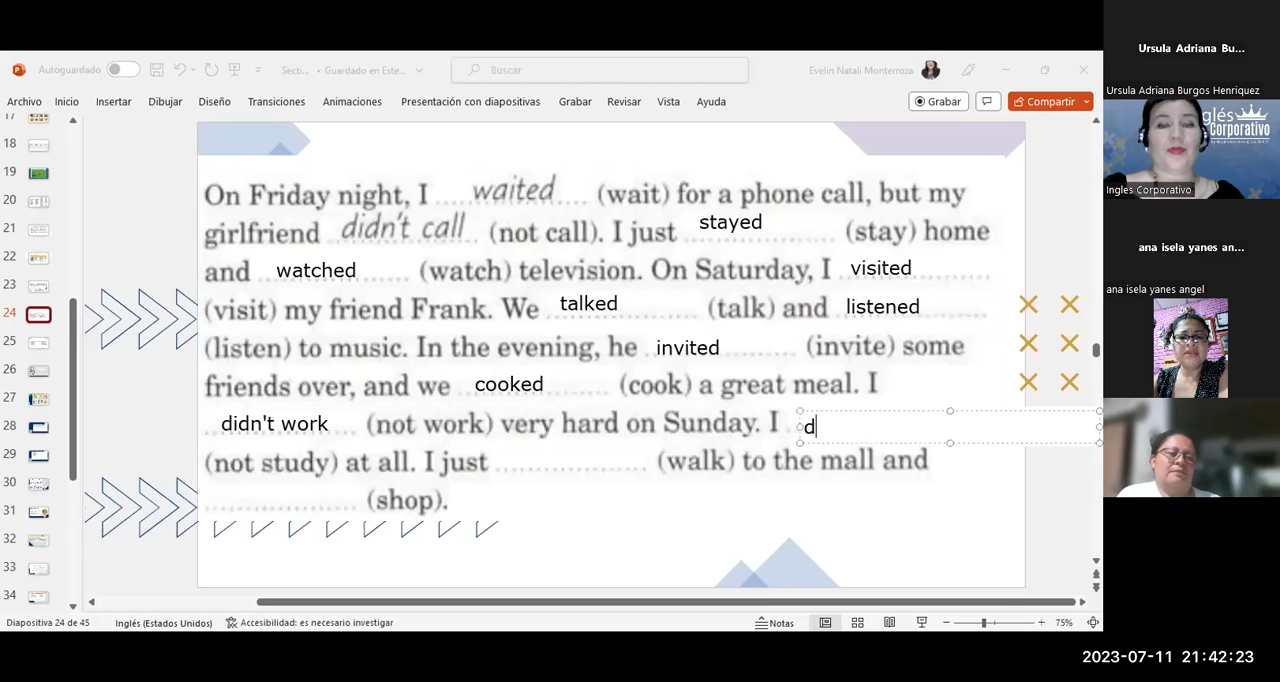 Autoguardado
Secti... • Guardado en Este...
Buscar
Evelin Natali Monterroza
Archivo Inicio Insertar Dibujar Diseño Transiciones Animaciones Presentación con diapositivas Grabar Revisar Vista Ayuda
Grabar
Compartir
17
18
19
20
21
22
23
24
25
26
27
28
29
30
31
32
33
34
On Friday night, I waited (wait) for a phone call, but my
girlfriend didn't call (not call). I just stayed (stay) home
and watched (watch) television. On Saturday, I visited
(visit) my friend Frank. We talked (talk) and listened
(listen) to music. In the evening, he invited (invite) some
friends over, and we cooked (cook) a great meal. I
didn't work (not work) very hard on Sunday. I d
(not study) at all. I just (walk) to the mall and
(shop).
Diapositiva 24 de 45
Inglés (Estados Unidos)
Accesibilidad: es necesario investigar
Notas
75%
Ursula Adriana Bu...
Ursula Adriana Burgos Henriquez
glés
Corporativo
Ingles Corporativo
ana isela yanes an...
ana isela yanes angel
2023-07-11 21:42:23